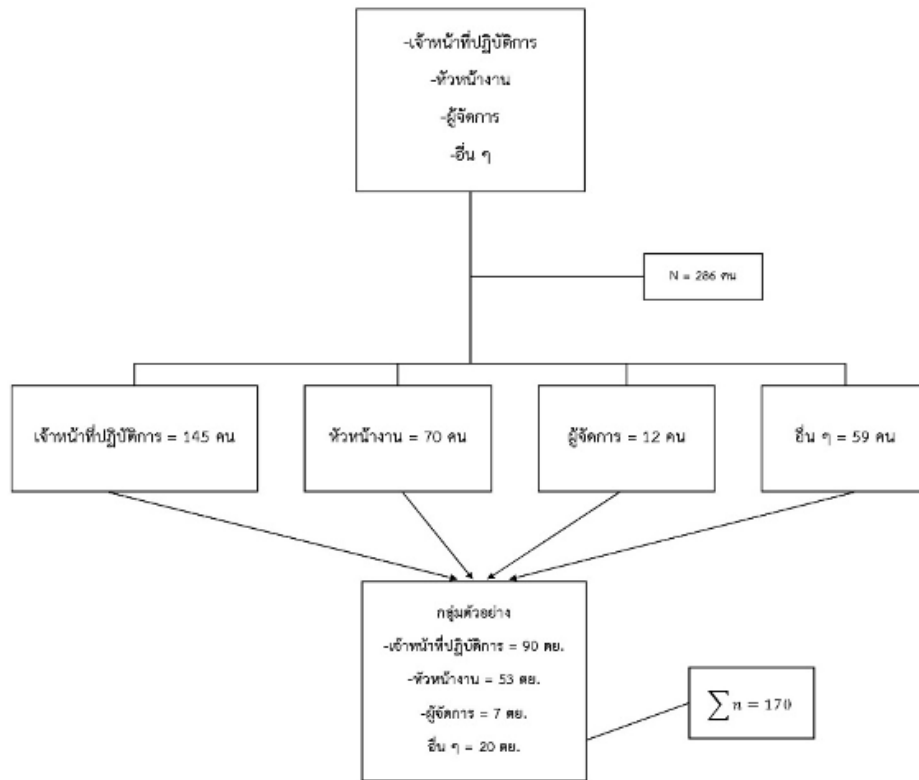 -เจ้าหน้าที่ปฏิบัติการ
-หัวหน้างาน
-ผู้จัดการ
-อื่น ๆ
N = 286 คน
เจ้าหน้าที่ปฏิบัติการ = 145 คน
หัวหน้างาน = 70 คน
ผู้จัดการ = 12 คน
อื่น ๆ = 59 คน
กลุ่มตัวอย่าง
-เจ้าหน้าที่ปฏิบัติการ = 90 ตย.
-หัวหน้างาน = 53 ตย.
-ผู้จัดการ = 7 ตย.
อื่น ๆ = 20 ตย.
∑n = 170